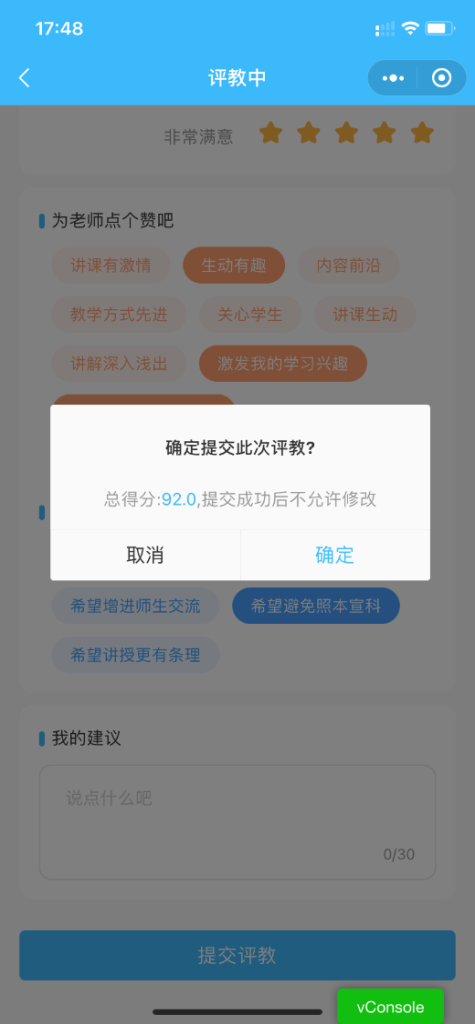 17:48
评教中
非常满意
为老师点个赞吧
讲课有激情 生动有趣 内容前沿
教学方式先进 关心学生 讲课生动
讲解深入浅出 激发我的学习兴趣
确定提交此次评教?
总得分:92.0,提交成功后不允许修改
取消 确定
希望增进师生交流 希望避免照本宣科
希望讲授更有条理
我的建议
说点什么吧
0/30
提交评教
vConsole